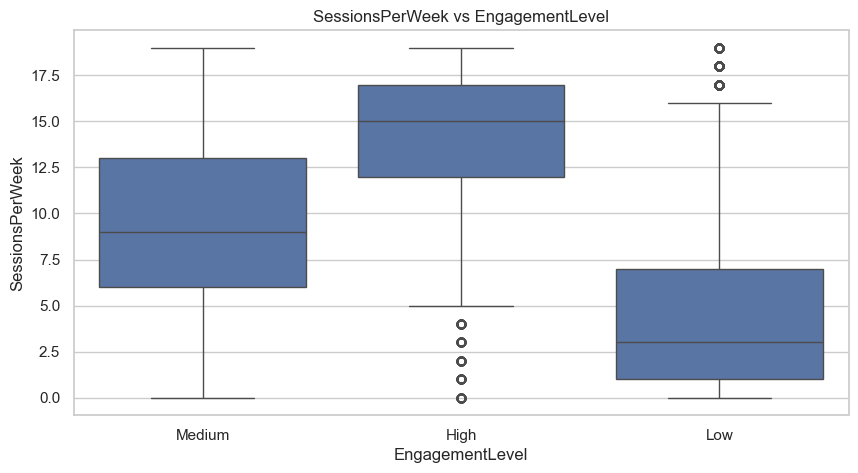 SessionsPerWeek vs EngagementLevel
17.5
15.0
12.5
10.0
7.5
5.0
2.5
0.0
SessionsPerWeek
Medium High Low
EngagementLevel